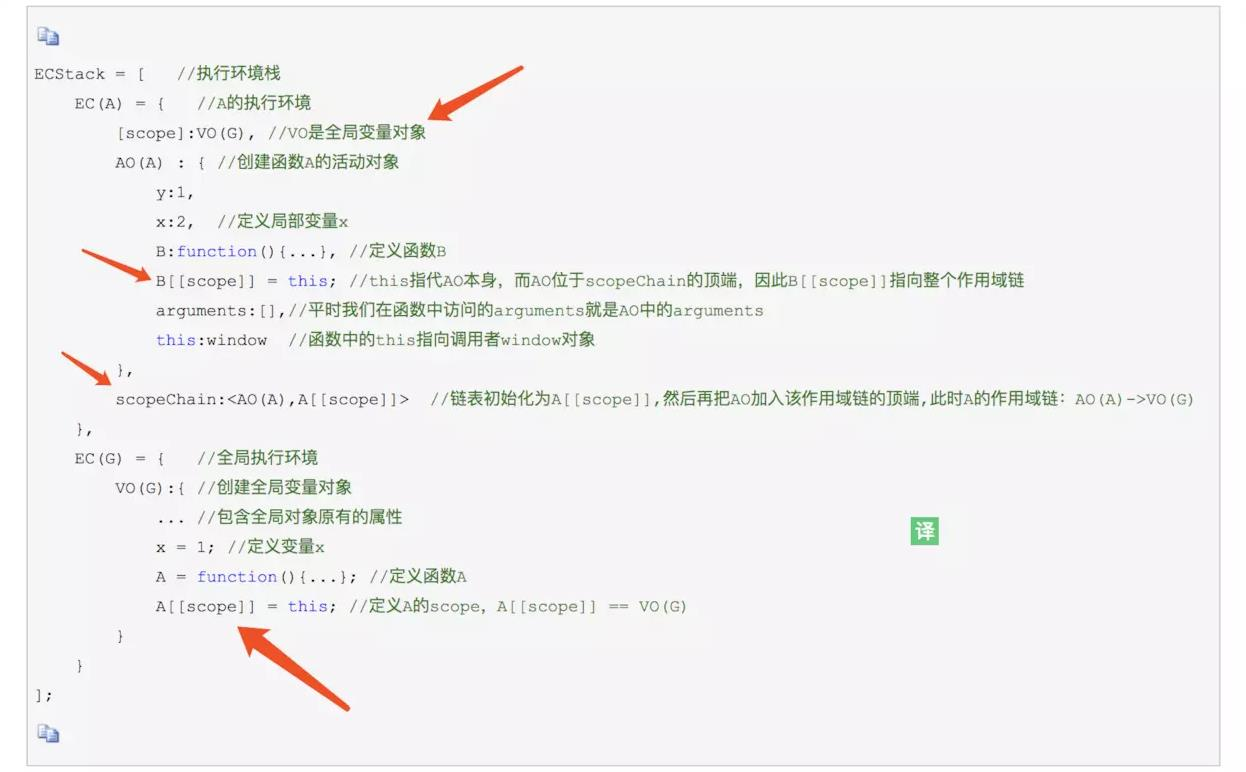 ECStack = [   //执行环境栈
    EC(A) = {   //A的执行环境
        [scope]:VO(G), //VO是全局变量对象
        AO(A) : { //创建函数A的活动对象
            y:1,
            x:2,  //定义局部变量x
            B:function(){...}, //定义函数B
            B[[scope]] = this; //this指代AO本身，而AO位于scopeChain的顶端，因此B[[scope]]指向整个作用域链
            arguments:[],//平时我们在函数中访问的arguments就是AO中的arguments
            this:window  //函数中的this指向调用者window对象
        },
        scopeChain:<AO(A),A[[scope]]>  //链表初始化为A[[scope]],然后再把AO加入该作用域链的顶端,此时A的作用域链：AO(A)->VO(G)
    },
    EC(G) = {   //全局执行环境
        VO(G):{ //创建全局变量对象
            ... //包含全局对象原有的属性
            x = 1; //定义变量x
            A = function(){...}; //定义函数A
            A[[scope]] = this; //定义A的scope，A[[scope]] == VO(G)
        }
    }
];
译